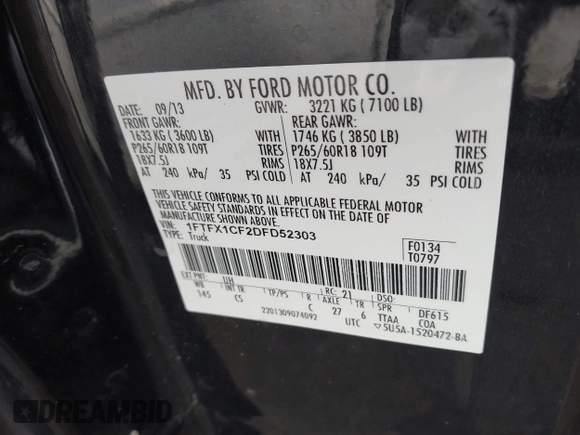 MFD. BY FORD MOTOR CO.
DATE: 09/13 GVWR: 3221 KG ( 7100 LB)
FRONT GAWR: REAR GAWR:
1633 KG ( 3600 LB) WITH 1746 KG ( 3850 LB) WITH
P265/60R18 109T TIRES P265/60R18 109T TIRES
18X7.5J RIMS 18X7.5J RIMS
AT 240 kPa/ 35 PSI COLD AT 240 kPa/ 35 PSI COLD
THIS VEHICLE CONFORMS TO ALL APPLICABLE FEDERAL MOTOR
VEHICLE SAFETY STANDARDS IN EFFECT ON THE DATE OF
MANUFACTURE SHOWN ABOVE.
VIN: 1FTFX1CF2DFD52303 F0134
TYPE: Truck T0797
EXT PNT: UH RC: 21 DF615
WB TP/PS R AXLE TR SPR
145 CS C 27 6 TTAA COA
2201309074092 UTC 5U5A-1520472-BA
DREAMBID